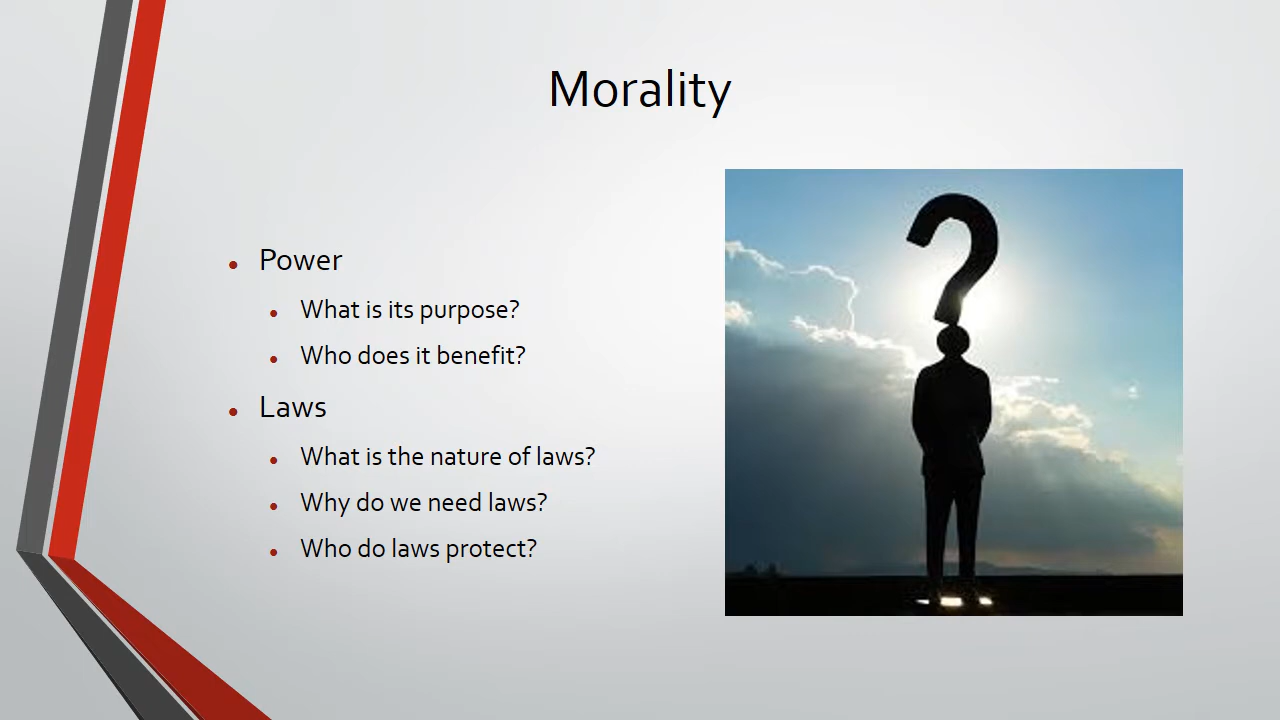 Morality
Power
What is its purpose?
Who does it benefit?
Laws
What is the nature of laws?
Why do we need laws?
Who do laws protect?